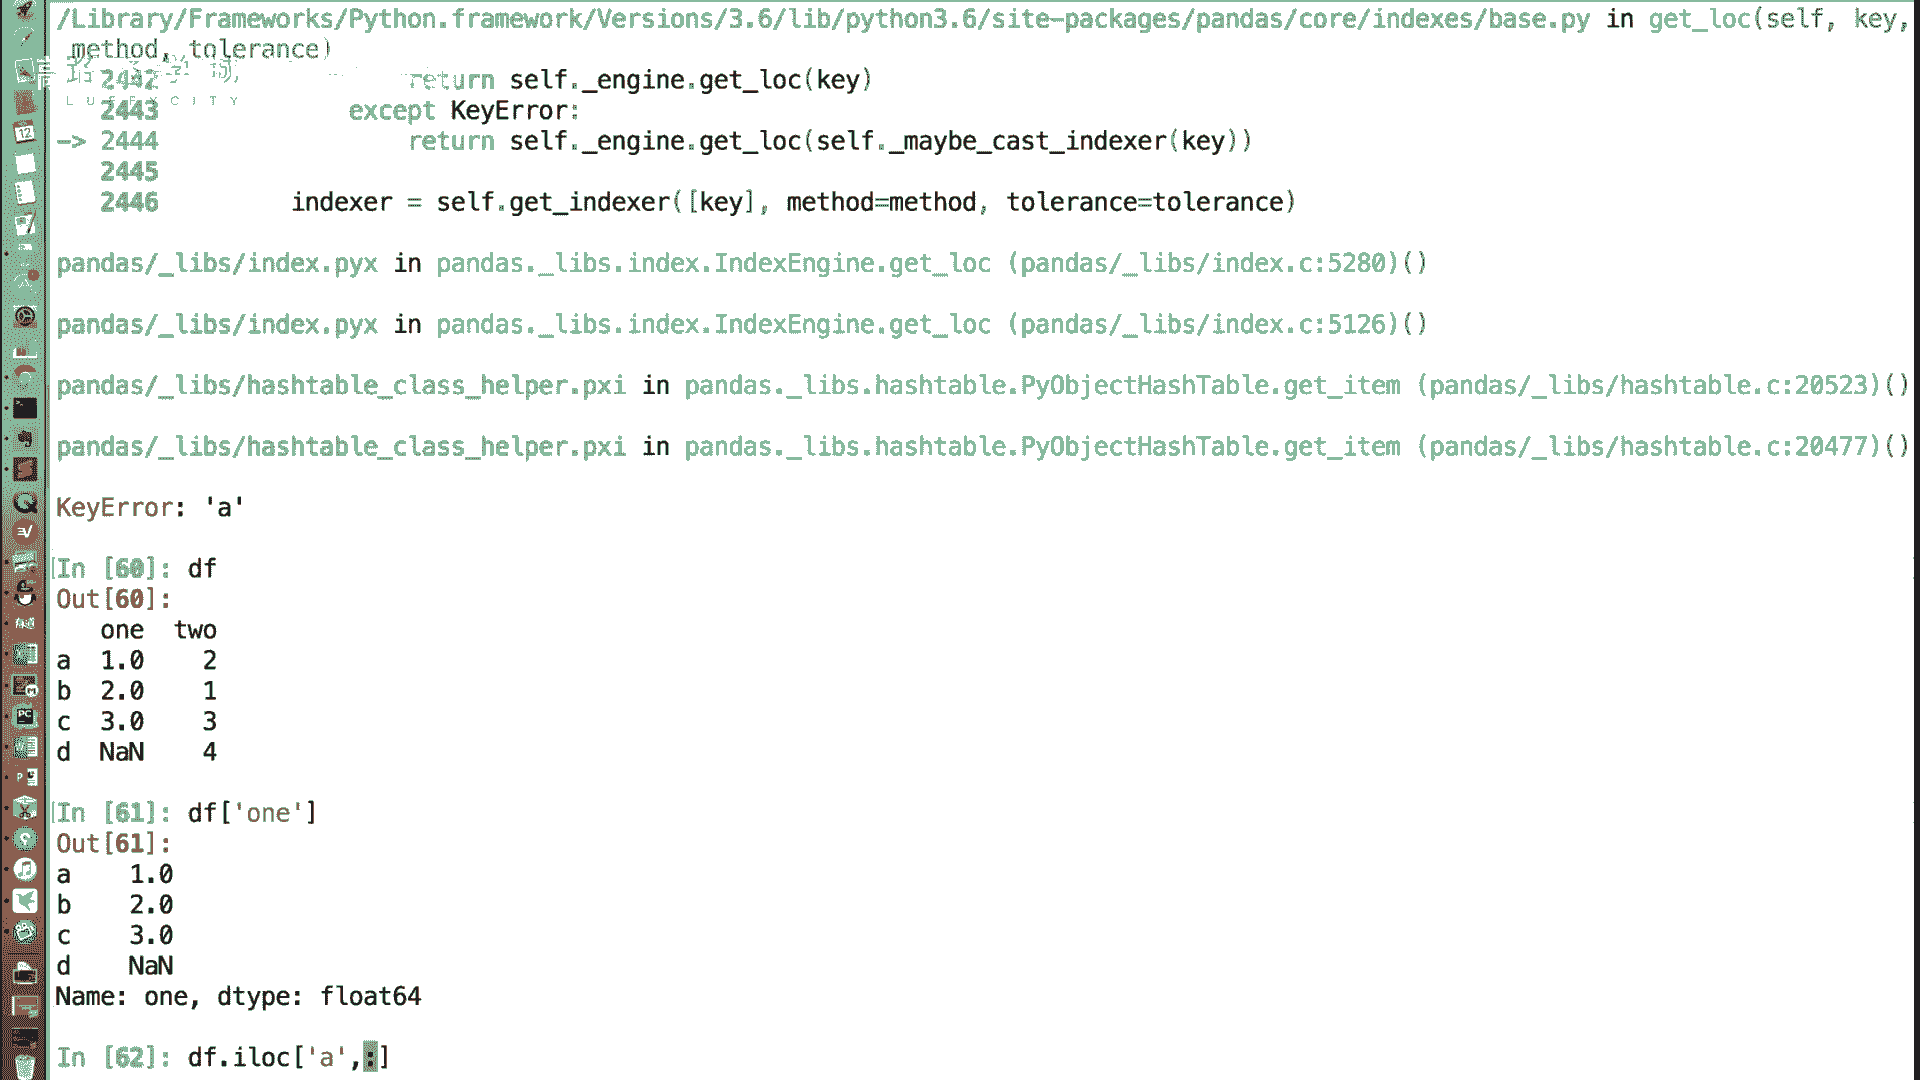 /Library/Frameworks/Python.framework/Versions/3.6/lib/python3.6/site-packages/pandas/core/indexes/base.py in get_loc(self, key,
method, tolerance)
2442                 return self._engine.get_loc(key)
LUFFYCITY
2443             except KeyError:
-> 2444                 return self._engine.get_loc(self._maybe_cast_indexer(key))
2445
2446         indexer = self.get_indexer([key], method=method, tolerance=tolerance)
pandas/_libs/index.pyx in pandas._libs.index.IndexEngine.get_loc (pandas/_libs/index.c:5280)()
pandas/_libs/index.pyx in pandas._libs.index.IndexEngine.get_loc (pandas/_libs/index.c:5126)()
pandas/_libs/hashtable_class_helper.pxi in pandas._libs.hashtable.PyObjectHashTable.get_item (pandas/_libs/hashtable.c:20523)()
pandas/_libs/hashtable_class_helper.pxi in pandas._libs.hashtable.PyObjectHashTable.get_item (pandas/_libs/hashtable.c:20477)()
KeyError: 'a'
In [60]: df
Out[60]:
one  two
a  1.0    2
b  2.0    1
c  3.0    3
d  NaN    4
In [61]: df['one']
Out[61]:
a    1.0
b    2.0
c    3.0
d    NaN
Name: one, dtype: float64
In [62]: df.iloc['a',:]